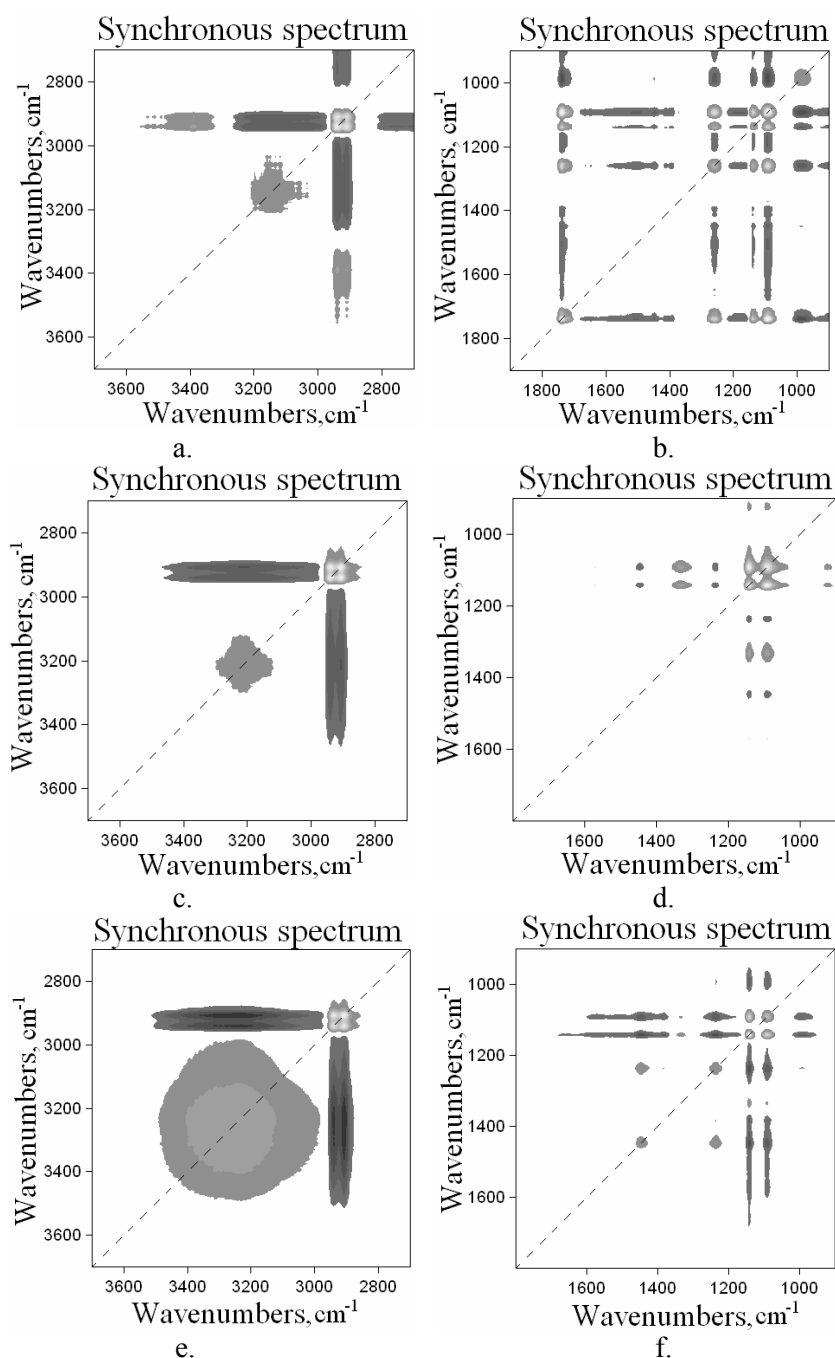 Synchronous spectrum
Wavenumbers, cm-1
2800
3000
3200
3400
3600
3600 3400 3200 3000 2800
Wavenumbers,cm-1
a.
Synchronous spectrum
Wavenumbers, cm-1
1000
1200
1400
1600
1800
1800 1600 1400 1200 1000
Wavenumbers,cm-1
b.
Synchronous spectrum
Wavenumbers, cm-1
2800
3000
3200
3400
3600
3600 3400 3200 3000 2800
Wavenumbers,cm-1
c.
Synchronous spectrum
Wavenumbers, cm-1
1000
1200
1400
1600
1600 1400 1200 1000
Wavenumbers,cm-1
d.
Synchronous spectrum
Wavenumbers, cm-1
2800
3000
3200
3400
3600
3600 3400 3200 3000 2800
Wavenumbers,cm-1
e.
Synchronous spectrum
Wavenumbers, cm-1
1000
1200
1400
1600
1600 1400 1200 1000
Wavenumbers,cm-1
f.